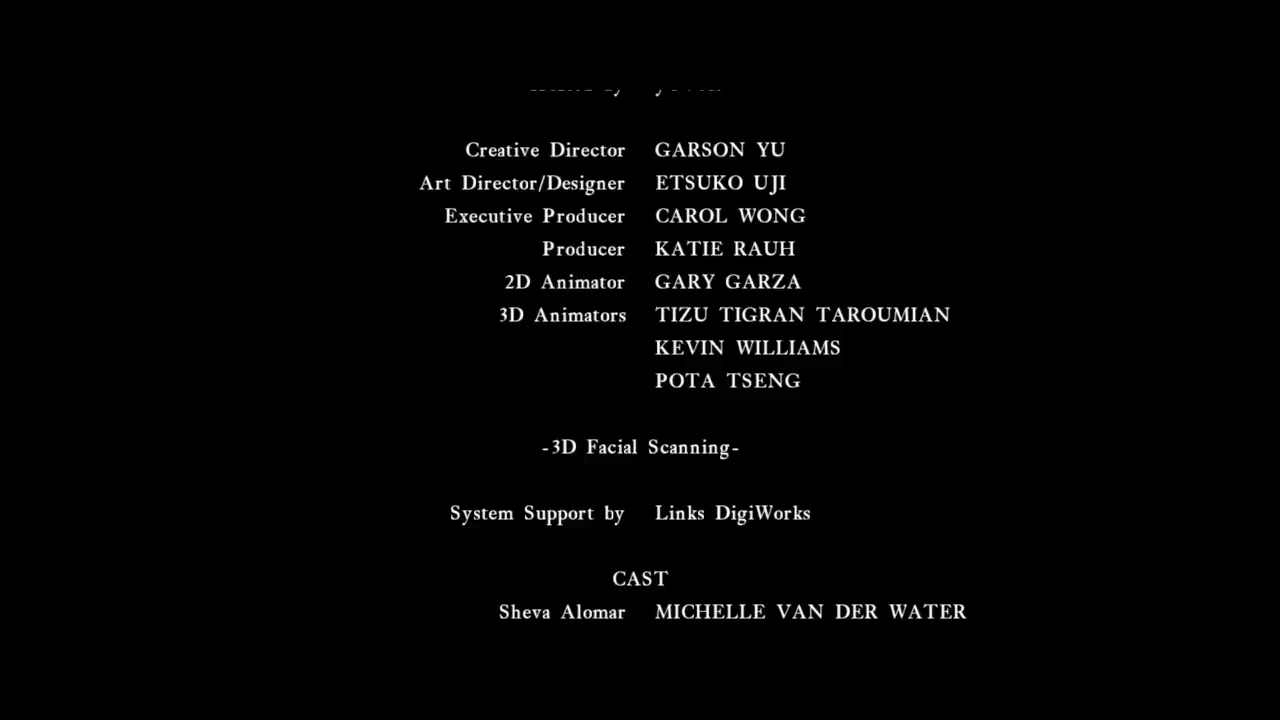 Creative Director GARSON YU
Art Director/Designer ETSUKO UJI
Executive Producer CAROL WONG
Producer KATIE RAUH
2D Animator GARY GARZA
3D Animators TIZU TIGRAN TAROUMIAN
KEVIN WILLIAMS
POTA TSENG
-3D Facial Scanning-
System Support by Links DigiWorks
CAST
Sheva Alomar MICHELLE VAN DER WATER